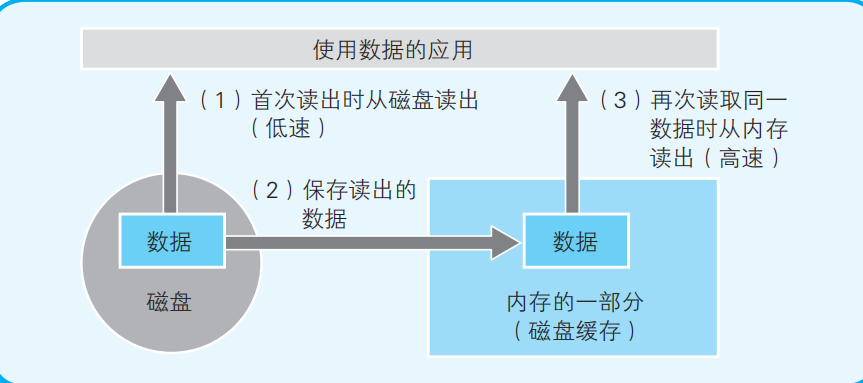 使用数据的应用
（1）首次读出时从磁盘读出
（低速）
（3）再次读取同一
数据时从内存
读出（高速）
（2）保存读出的
数据
数据
数据
磁盘
内存的一部分
（磁盘缓存）